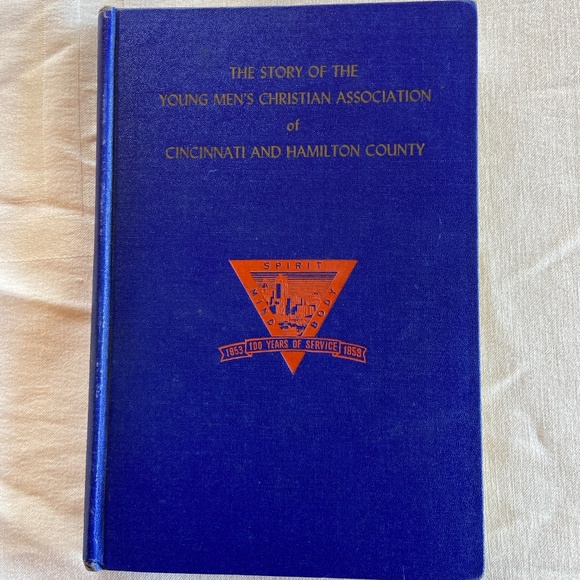 THE STORY OF THE
YOUNG MEN'S CHRISTIAN ASSOCIATION
of
CINCINNATI AND HAMILTON COUNTY
SPIRIT
MIND
BODY
1853 100 YEARS OF SERVICE 1953